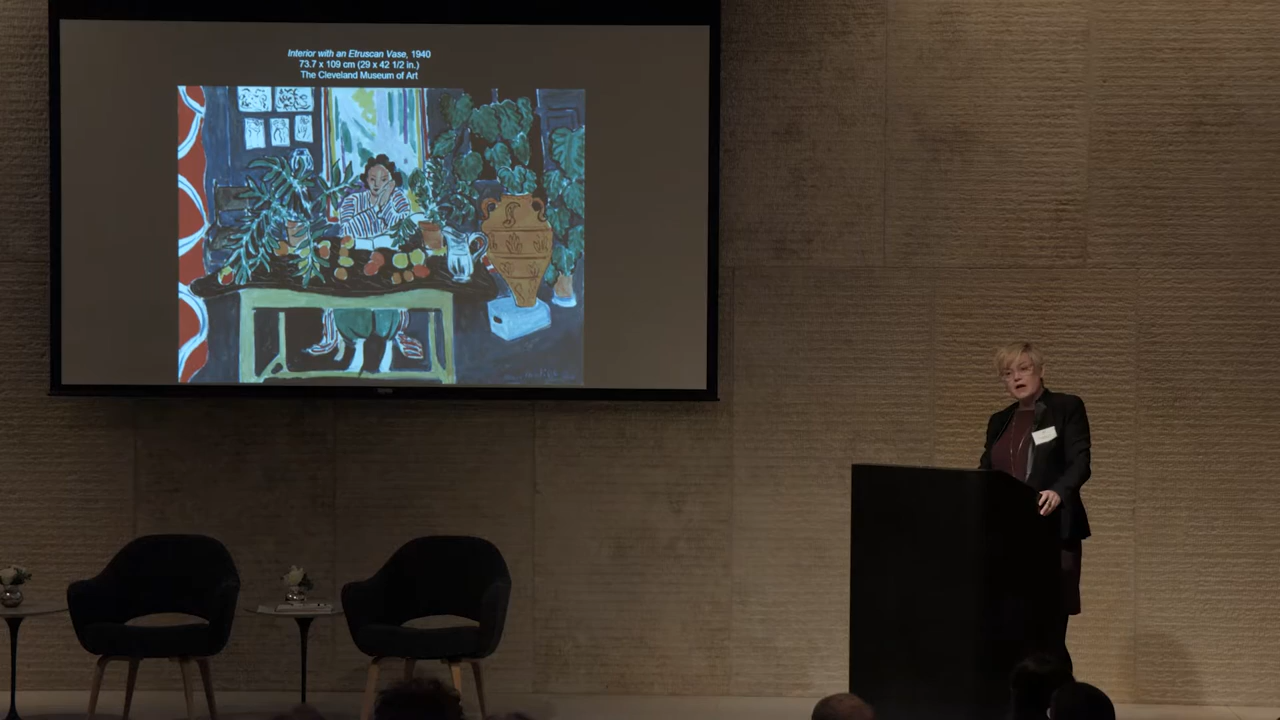 Interior with an Etruscan Vase, 1940
73.7 x 109 cm (29 x 42 1/2 in.)
The Cleveland Museum of Art